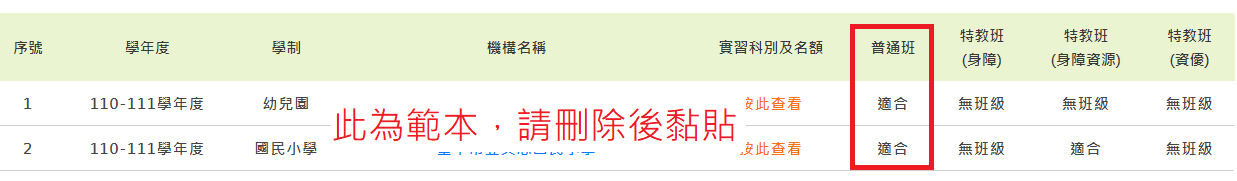 序號 學年度 學制 機構名稱 實習科別及名額 普通班 特教班 (身障) 特教班 (身障資源) 特教班 (資優)
1 110-111學年度 幼兒園 按此查看 適合 無班級 無班級 無班級
此為範本，請刪除後黏貼
2 110-111學年度 國民小學 按此查看 適合 無班級 適合 無班級